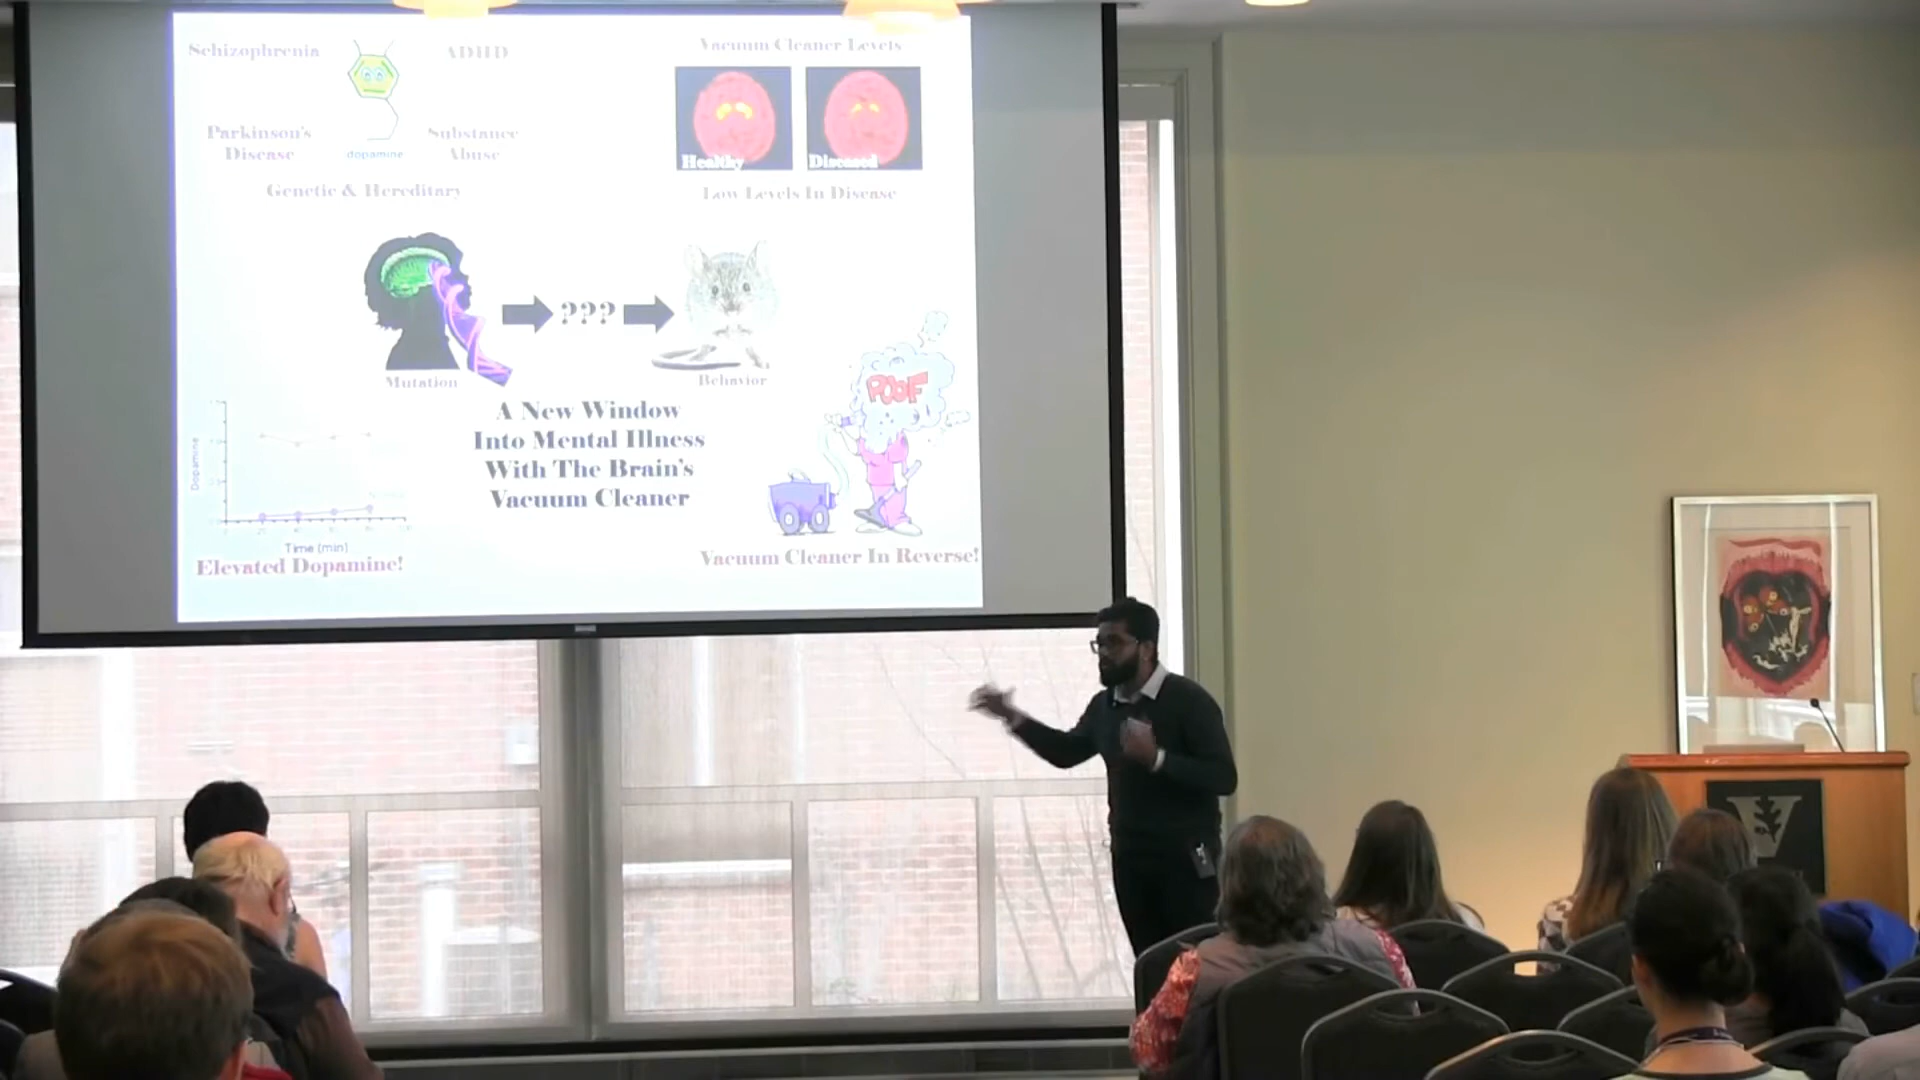 Schizophrenia
ADHD
Parkinson's
Disease
dopamine
Substance
Abuse
Genetic & Hereditary
Vacuum Cleaner Levels
Healthy
Diseased
Low Levels In Disease
???
Mutation
Behavior
A New Window
Into Mental Illness
With The Brain's
Vacuum Cleaner
Dopamine
Time (min)
Elevated Dopamine!
POOF
Vacuum Cleaner In Reverse!
V